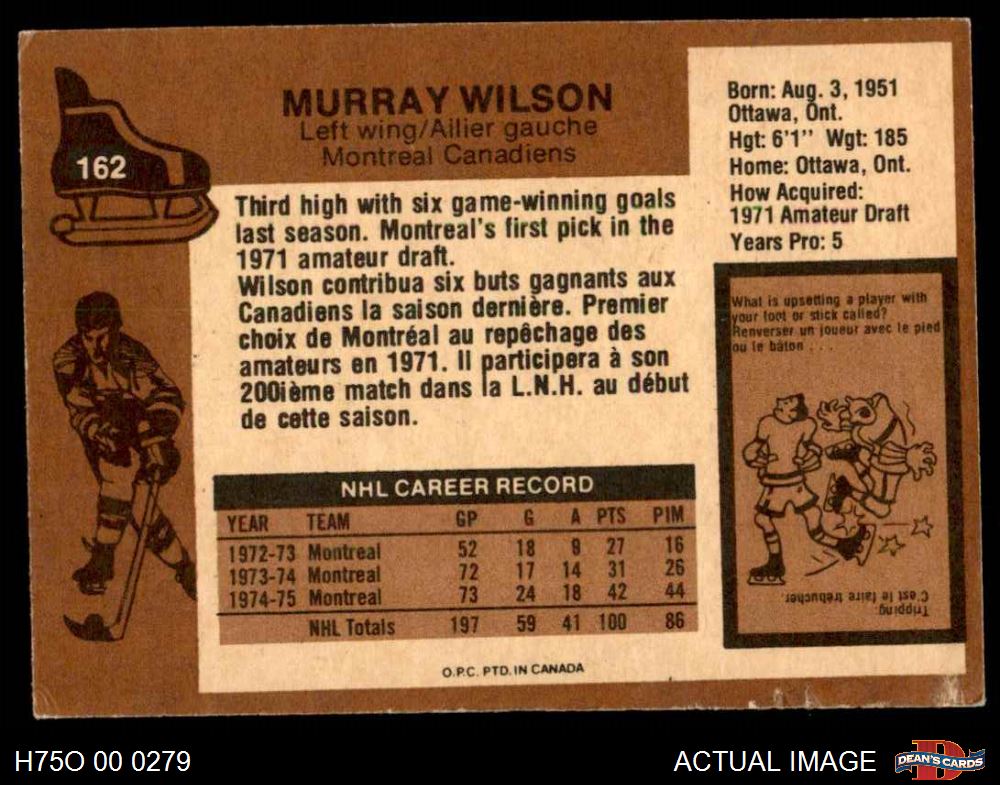 162
MURRAY WILSON
Left wing/Ailier gauche
Montreal Canadiens
Born: Aug. 3, 1951
Ottawa, Ont.
Hgt: 6'1" Wgt: 185
Home: Ottawa, Ont.
How Acquired:
1971 Amateur Draft
Years Pro: 5
Third high with six game-winning goals
last season. Montreal's first pick in the
1971 amateur draft.
Wilson contribua six buts gagnants aux
Canadiens la saison dernière. Premier
choix de Montréal au repêchage des
amateurs en 1971. Il participera à son
200ième match dans la L.N.H. au début
de cette saison.
What is upsetting a player with
your foot or stick called?
Renverser un joueur avec le pied
ou le bâton . . .
Tripping
C'est le faire trébucher.
NHL CAREER RECORD
YEAR TEAM GP G A PTS PIM
1972-73 Montreal 52 18 9 27 16
1973-74 Montreal 72 17 14 31 26
1974-75 Montreal 73 24 18 42 44
NHL Totals 197 59 41 100 86
O.P.C. PTD. IN CANADA
H75O 00 0279
ACTUAL IMAGE
D
DEAN'S CARDS